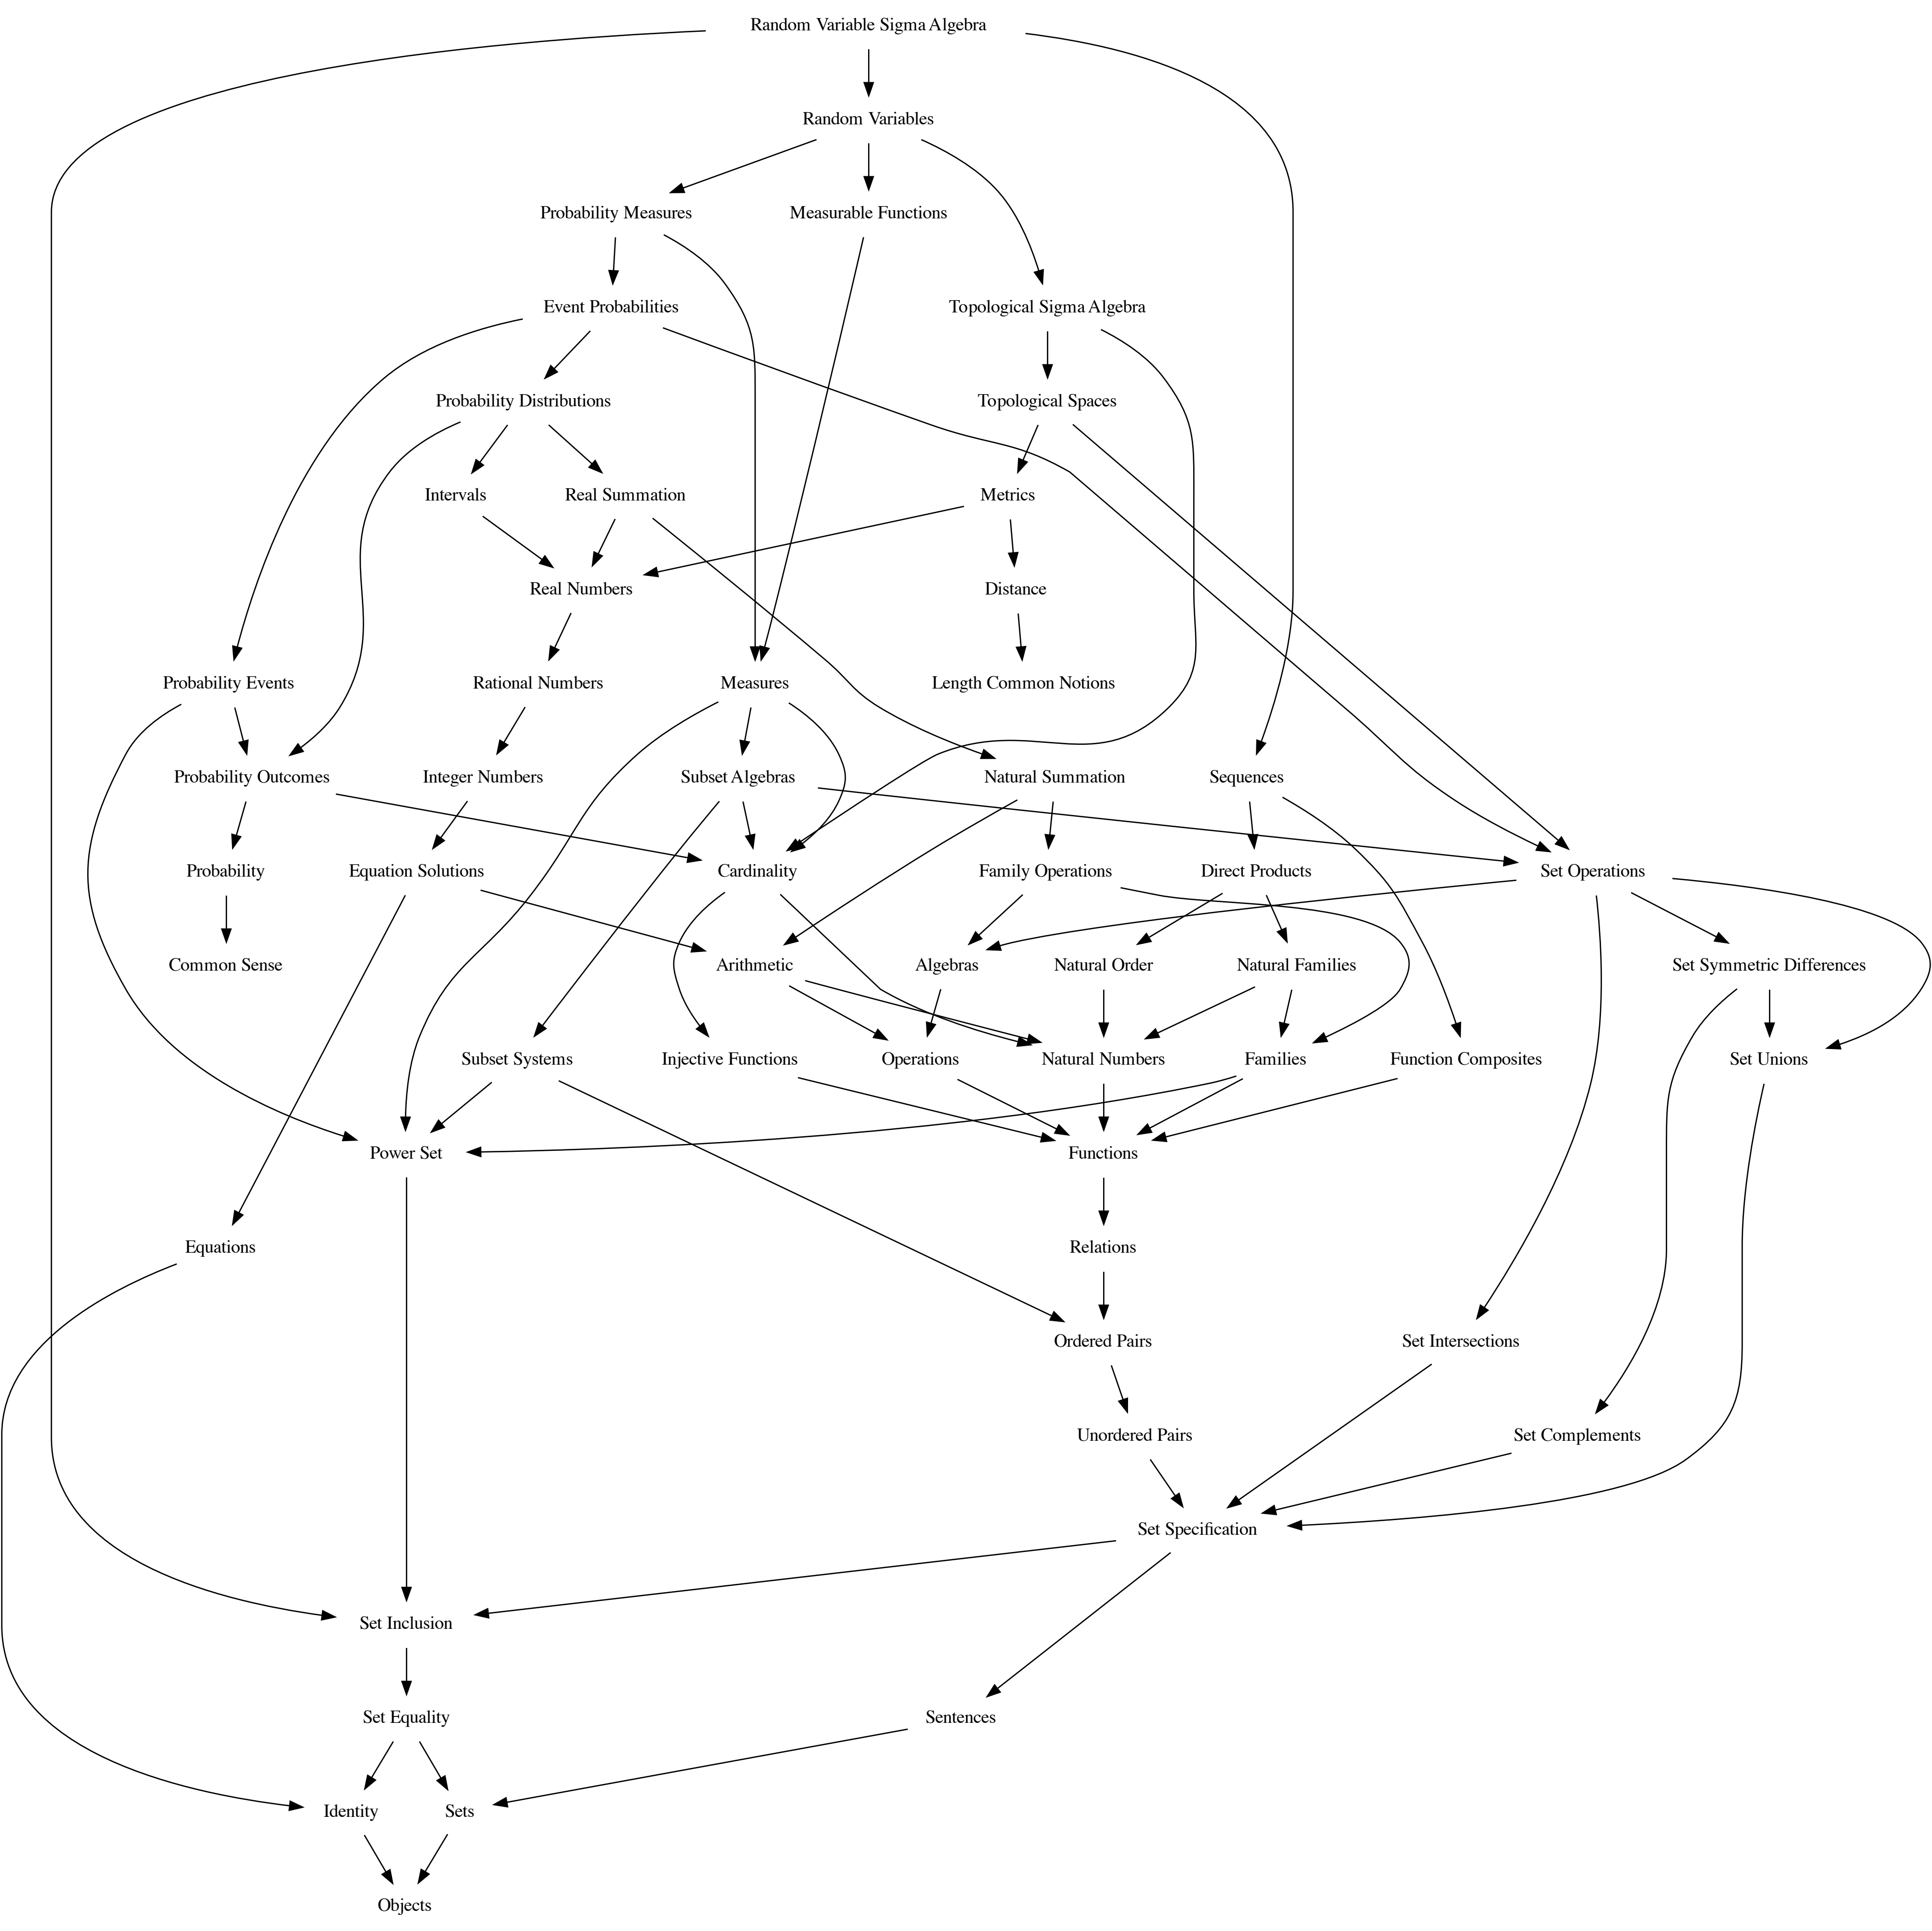 Random Variable Sigma Algebra
Random Variables
Probability Measures
Measurable Functions
Event Probabilities
Topological Sigma Algebra
Probability Distributions
Topological Spaces
Intervals
Real Summation
Metrics
Real Numbers
Distance
Probability Events
Rational Numbers
Measures
Length Common Notions
Probability Outcomes
Integer Numbers
Subset Algebras
Natural Summation
Sequences
Probability
Equation Solutions
Cardinality
Family Operations
Direct Products
Set Operations
Common Sense
Arithmetic
Algebras
Natural Order
Natural Families
Set Symmetric Differences
Subset Systems
Injective Functions
Operations
Natural Numbers
Families
Function Composites
Set Unions
Power Set
Functions
Equations
Relations
Ordered Pairs
Set Intersections
Unordered Pairs
Set Complements
Set Specification
Set Inclusion
Set Equality
Sentences
Identity
Sets
Objects